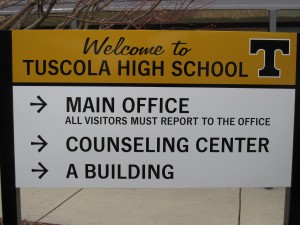 Welcome to
TUSCOLA HIGH SCHOOL T
→ MAIN OFFICE
ALL VISITORS MUST REPORT TO THE OFFICE
→ COUNSELING CENTER
→ A BUILDING